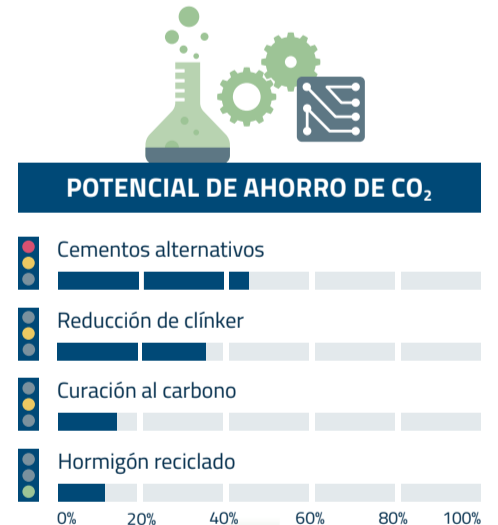 POTENCIAL DE AHORRO DE CO₂
Cementos alternativos
Reducción de clínker
Curación al carbono
Hormigón reciclado
0% 20% 40% 60% 80% 100%